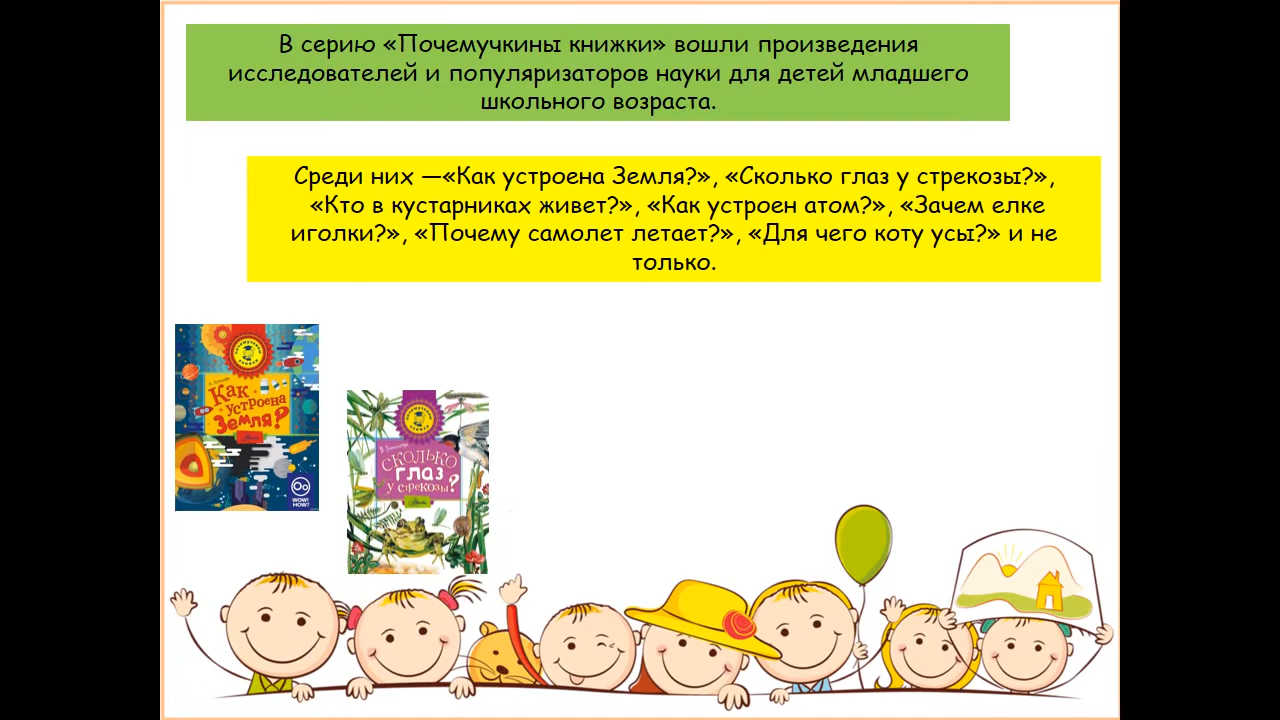 В серию «Почемучкины книжки» вошли произведения
исследователей и популяризаторов науки для детей младшего
школьного возраста.
Среди них —«Как устроена Земля?», «Сколько глаз у стрекозы?»,
«Кто в кустарниках живет?», «Как устроен атом?», «Зачем елке
иголки?», «Почему самолет летает?», «Для чего коту усы?» и не
только.
Как
устроена
Земля?
WOW!
HOW?
СКОЛЬКО
ГЛАЗ
У СТРЕКОЗЫ?